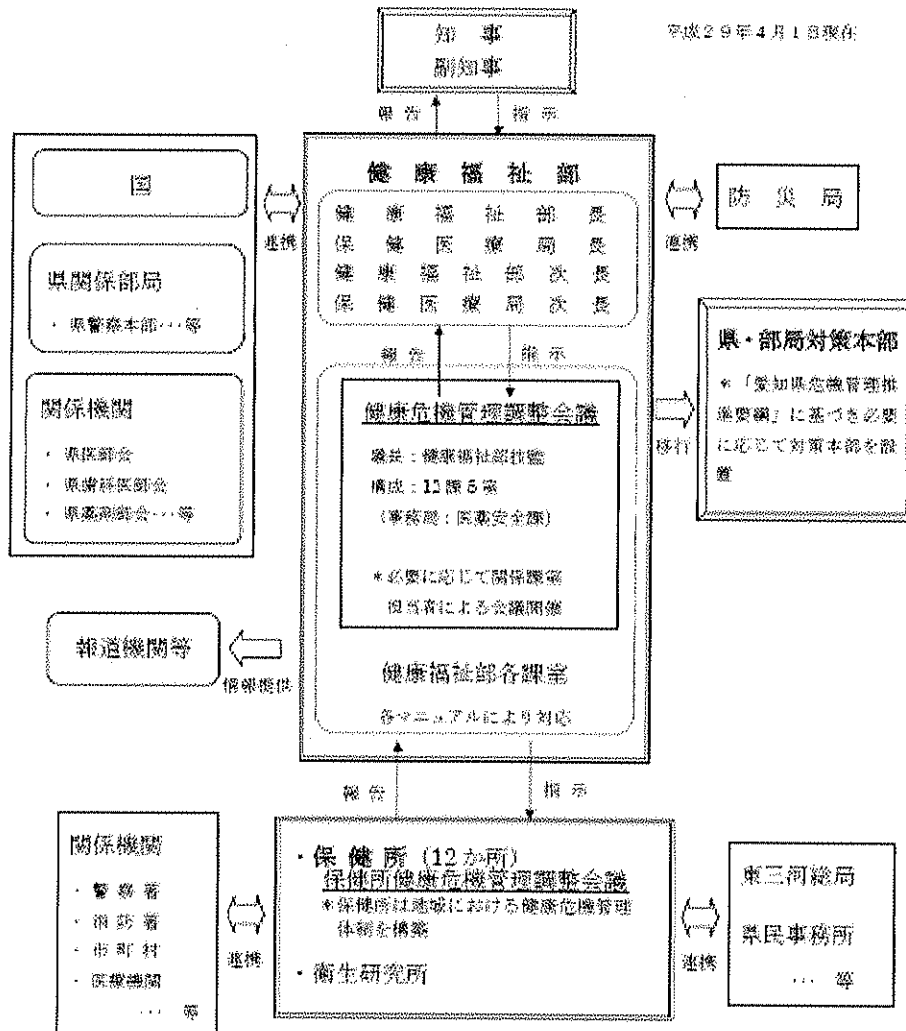 平成29年4月1日現在
知 事
副知事
報 告
指 示
健 康 福 祉 部
健 康 福 祉 部 長
保 健 医 療 局 長
健 康 福 祉 部 次 長
保 健 医 療 局 次 長
国
連携
県関係部局
・ 県警察本部…等
関係機関
・ 県医師会
・ 県歯科医師会
・ 県薬剤師会…等
連携
防 災 局
報 告
指 示
健康危機管理調整会議
議長:健康福祉部技監
(事務局:医薬安全課)
*必要に応じて関係課室
担当者による会議開催
健康福祉部各課室
各マニュアルにより対応
移行
県・部局対策本部
*「愛知県危機管理推
進要綱」に基づき必要
に応じて対策本部を設
置
報道機関等
情報提供
報 告
指 示
関係機関
・ 警 察 署
・ 消 防 署
・ 市 町 村
・ 医療機関
… 等
連携
・保 健 所 (12か所)
保健所健康危機管理調整会議
*保健所は地域における健康危機管理
体制を構築
・衛生研究所
連携
東三河総局
県民事務所
… 等